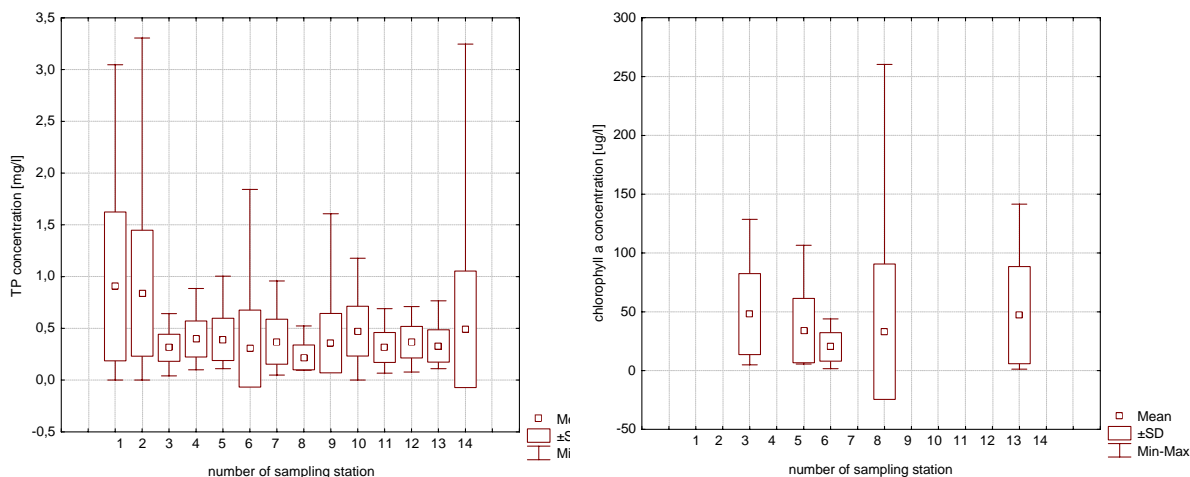 TP concentration [mg/l]
3,5
3,0
2,5
2,0
1,5
1,0
0,5
0,0
-0,5
1 2 3 4 5 6 7 8 9 10 11 12 13 14
number of sampling station
Me
±S
Mi
chlorophyll a concentration [ug/l]
300
250
200
150
100
50
0
-50
1 2 3 4 5 6 7 8 9 10 11 12 13 14
number of sampling station
Mean
±SD
Min-Max